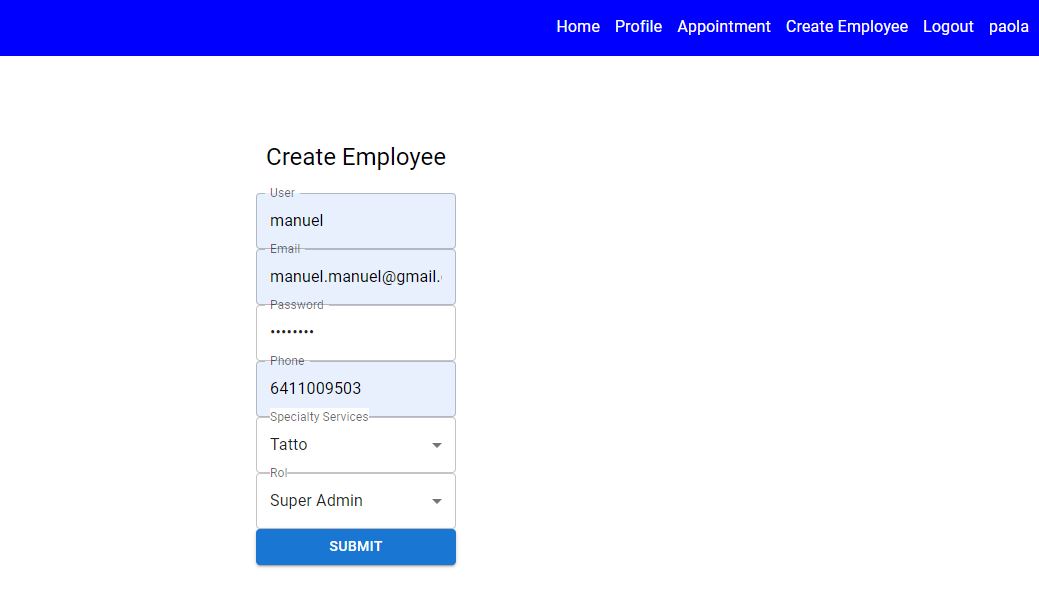 Home Profile Appointment Create Employee Logout paola
Create Employee
User
manuel
Email
manuel.manuel@gmail.
Password
••••••••
Phone
6411009503
Specialty Services
Tatto
Rol
Super Admin
SUBMIT